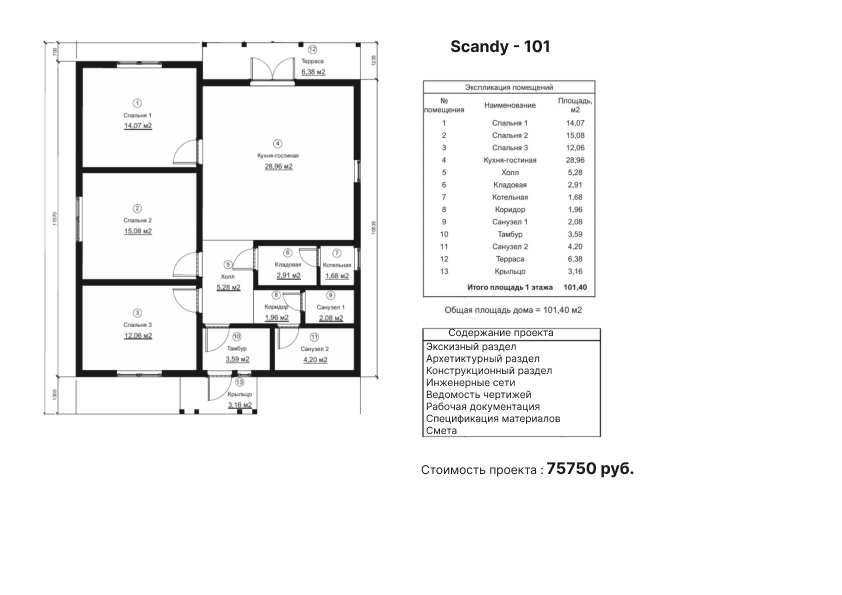 Scandy - 101
700
12
Терраса
6,38 м2
1235
1
Спальня 1
14,07 м2
4
Кухня-гостиная
28,96 м2
2
Спальня 2
15,08 м2
5
Холл
5,28 м2
6
Кладовая
2,91 м2
7
Котельная
1,68 м2
8
Коридор
1,96 м2
9
Санузел 1
2,08 м2
3
Спальня 3
12,06 м2
10
Тамбур
3,59 м2
11
Санузел 2
4,20 м2
13
Крыльцо
3,16 м2
Экспликация помещений
№ помещения Наименование Площадь, м2
1 Спальня 1 14,07
2 Спальня 2 15,08
3 Спальня 3 12,06
4 Кухня-гостиная 28,96
5 Холл 5,28
6 Кладовая 2,91
7 Котельная 1,68
8 Коридор 1,96
9 Санузел 1 2,08
10 Тамбур 3,59
11 Санузел 2 4,20
12 Терраса 6,38
13 Крыльцо 3,16
Итого площадь 1 этажа 101,40
Общая площадь дома = 101,40 м2
Содержание проекта
Экскизный раздел
Архетиктурный раздел
Конструкционный раздел
Инженерные сети
Ведомость чертижей
Рабочая документация
Спецификация материалов
Смета
Стоимость проекта : 75750 руб.